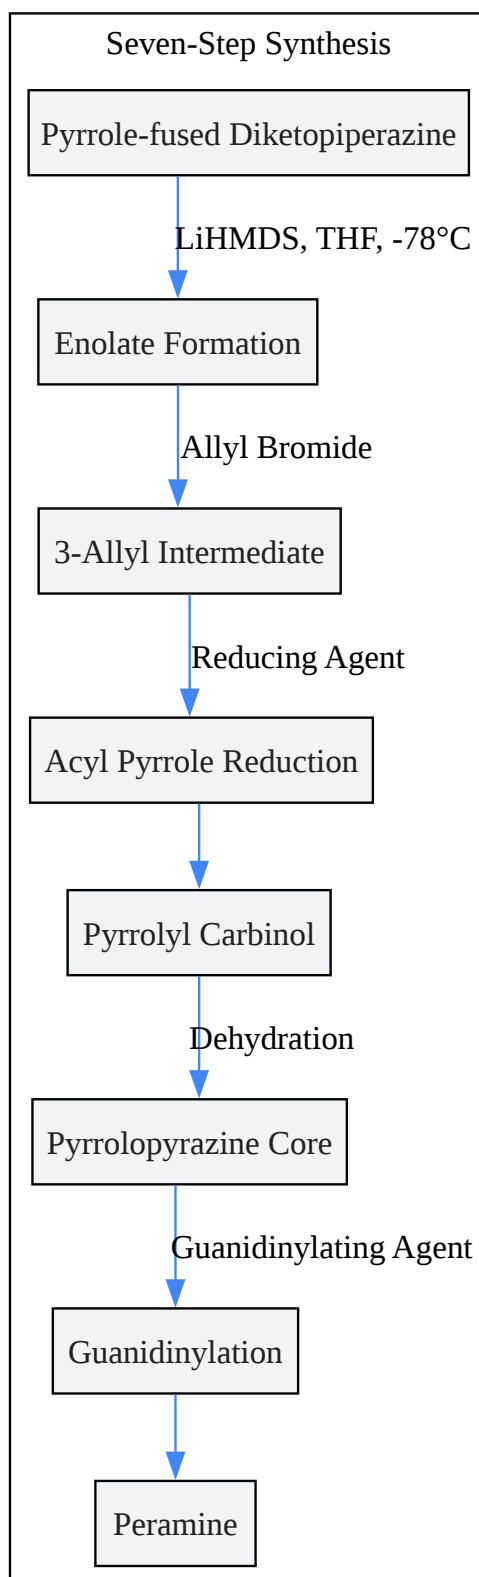 Seven-Step Synthesis
Pyrrole-fused Diketopiperazine
LiHMDS, THF, -78°C
Enolate Formation
Allyl Bromide
3-Allyl Intermediate
Reducing Agent
Acyl Pyrrole Reduction
Pyrrolyl Carbinol
Dehydration
Pyrrolopyrazine Core
Guanidinylating Agent
Guanidinylation
Peramine